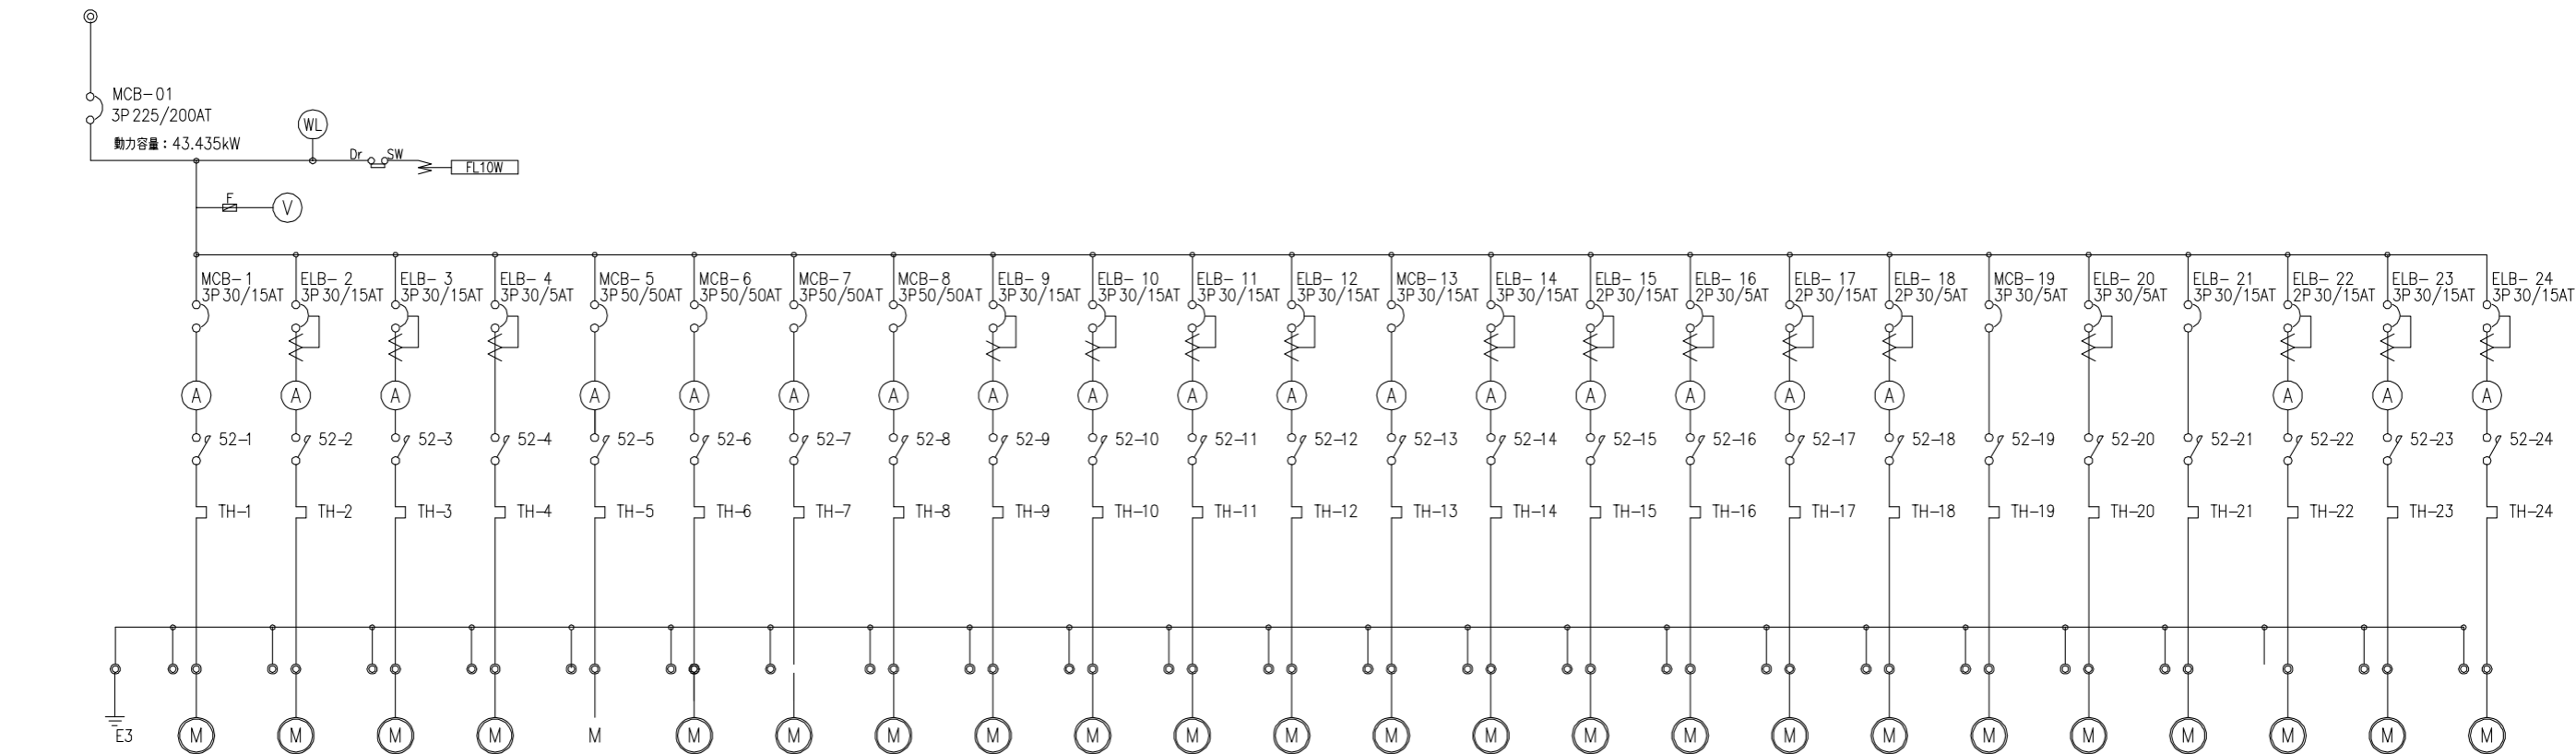 MCB-01
3P 225/200AT
動力容量：43.435kW
WL
Dr SW
FL10W
F
V
MCB-1 ELB-2 ELB-3 ELB-4 MCB-5 MCB-6 MCB-7 MCB-8 ELB-9 ELB-10 ELB-11 ELB-12 MCB-13 ELB-14 ELB-15 ELB-16 ELB-17 ELB-18 MCB-19 ELB-20 ELB-21 ELB-22 ELB-23 ELB-24
3P 30/15AT 3P 30/15AT 3P 30/15AT 3P 30/5AT 3P 50/50AT 3P 50/50AT 3P 50/50AT 3P 50/50AT 3P 30/15AT 3P 30/15AT 3P 30/15AT 3P 30/15AT 3P 30/15AT 3P 30/15AT 2P 30/15AT 2P 30/5AT 2P 30/15AT 2P 30/5AT 3P 30/5AT 3P 30/5AT 3P 30/15AT 2P 30/15AT 3P 30/15AT 3P 30/15AT
A A A A A A A A A A A A A A A A A A A A
52-1 52-2 52-3 52-4 52-5 52-6 52-7 52-8 52-9 52-10 52-11 52-12 52-13 52-14 52-15 52-16 52-17 52-18 52-19 52-20 52-21 52-22 52-23 52-24
TH-1 TH-2 TH-3 TH-4 TH-5 TH-6 TH-7 TH-8 TH-9 TH-10 TH-11 TH-12 TH-13 TH-14 TH-15 TH-16 TH-17 TH-18 TH-19 TH-20 TH-21 TH-22 TH-23 TH-24
E3 M M M M M M M M M M M M M M M M M M M M M M M M